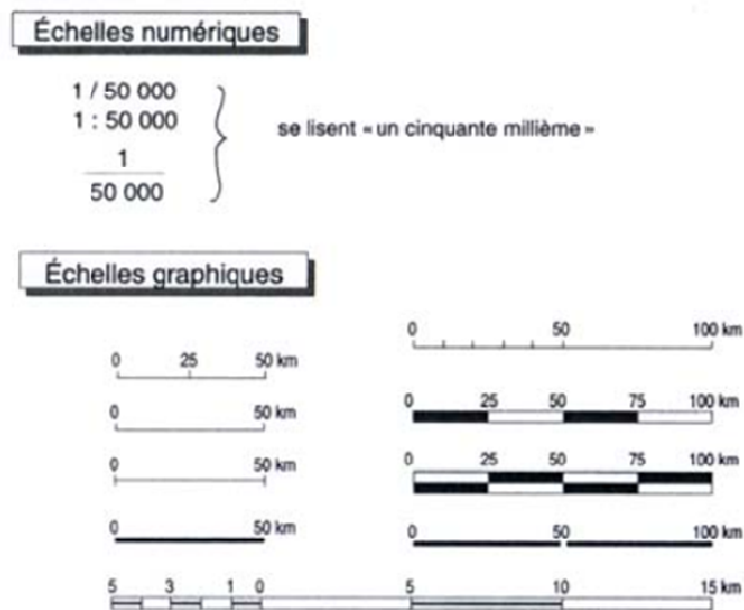 Échelles numériques
1 / 50 000
1 : 50 000
se lisent « un cinquante millième »
1
50 000
Échelles graphiques
0 25 50 km
0 50 km
0 50 km
0 50 km
0 50 100 km
0 25 50 75 100 km
0 25 50 75 100 km
0 50 100 km
5 3 1 0 5 10 15 km